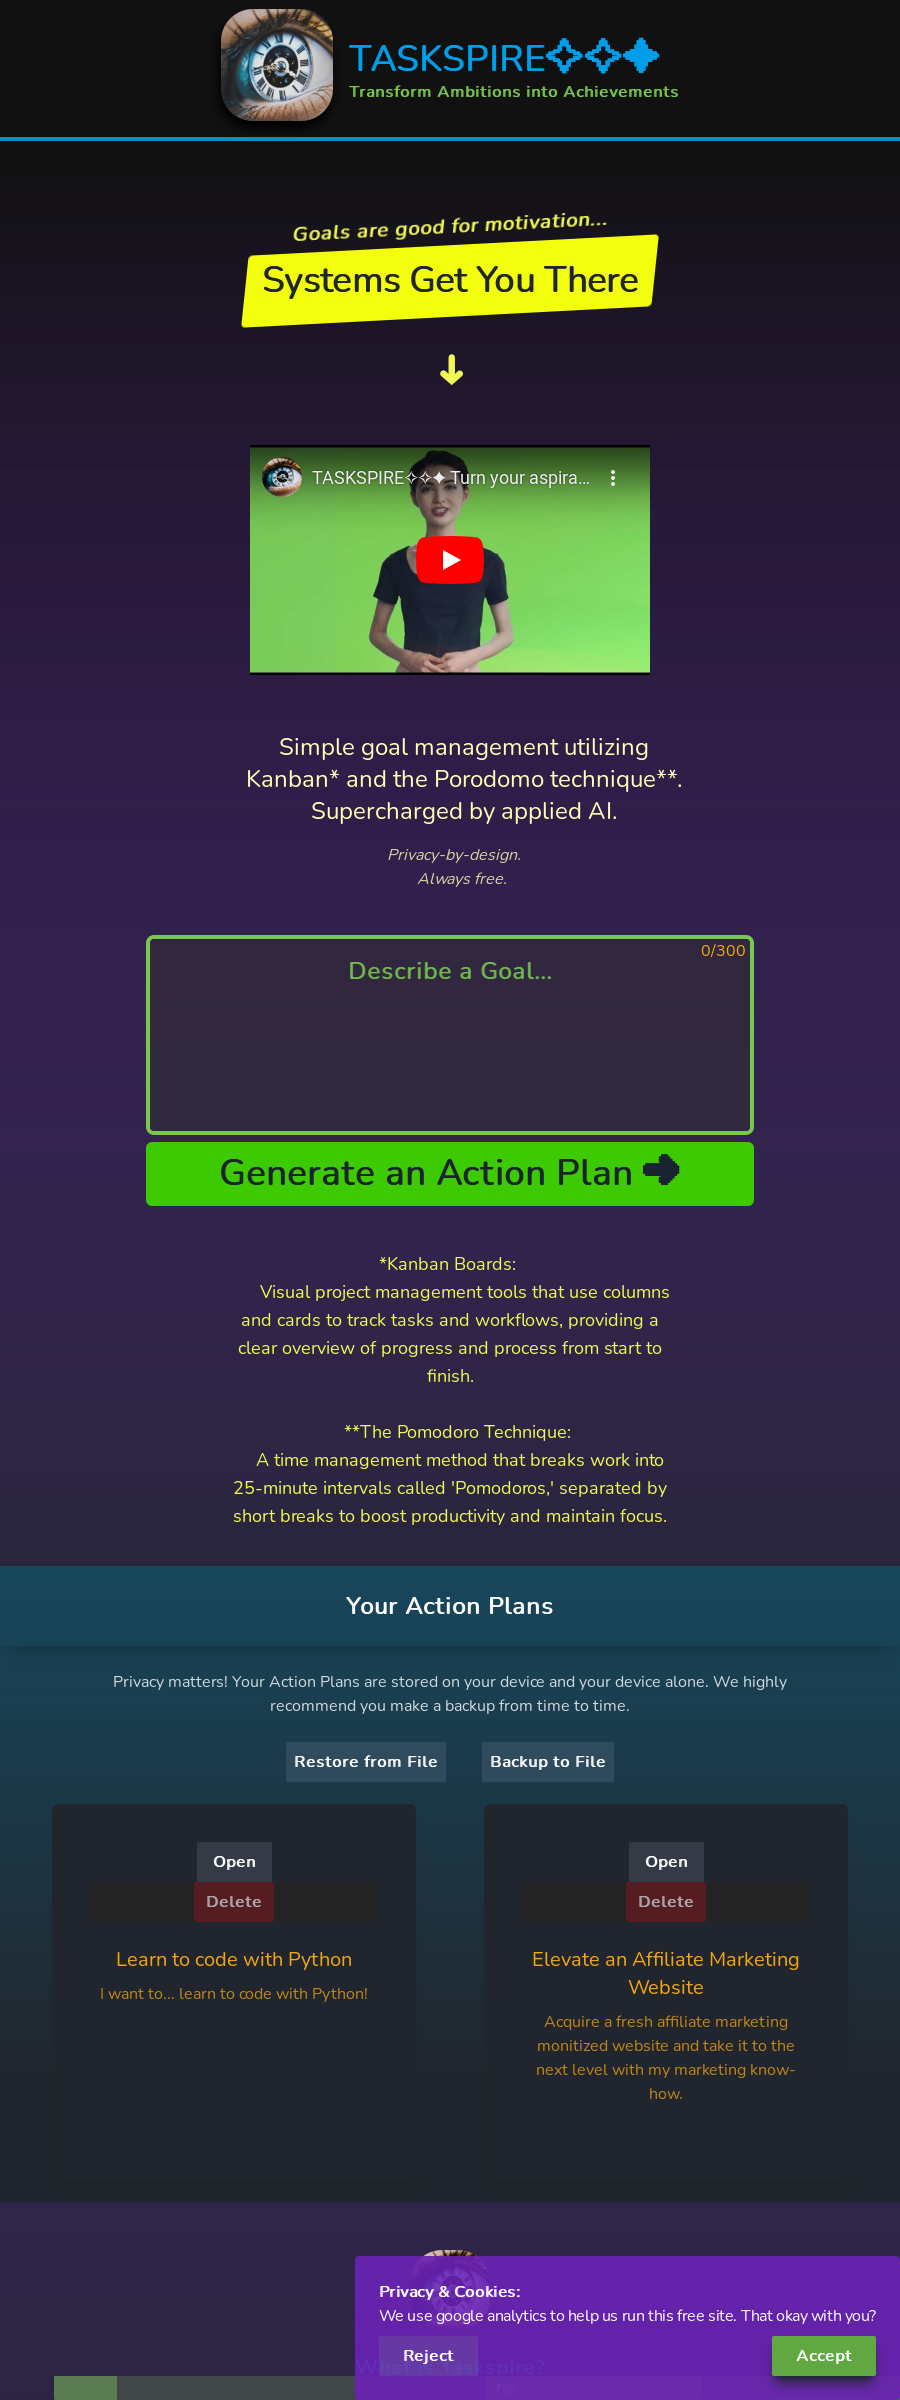 TASKSPIRE✧✧✦
Transform Ambitions into Achievements
Goals are good for motivation...
Systems Get You There
TASKSPIRE✧✧✦ Turn your aspira...
Simple goal management utilizing
Kanban* and the Porodomo technique**.
Supercharged by applied AI.
Privacy-by-design.
Always free.
0/300
Describe a Goal...
Generate an Action Plan
*Kanban Boards:
Visual project management tools that use columns
and cards to track tasks and workflows, providing a
clear overview of progress and process from start to
finish.
**The Pomodoro Technique:
A time management method that breaks work into
25-minute intervals called 'Pomodoros,' separated by
short breaks to boost productivity and maintain focus.
Your Action Plans
Privacy matters! Your Action Plans are stored on your device and your device alone. We highly
recommend you make a backup from time to time.
Restore from File
Backup to File
Open
Delete
Learn to code with Python
I want to... learn to code with Python!
Open
Delete
Elevate an Affiliate Marketing
Website
Acquire a fresh affiliate marketing
monitized website and take it to the
next level with my marketing know-
how.
Privacy & Cookies:
We use google analytics to help us run this free site. That okay with you?
Reject
Accept
What is Taskspire?
7%